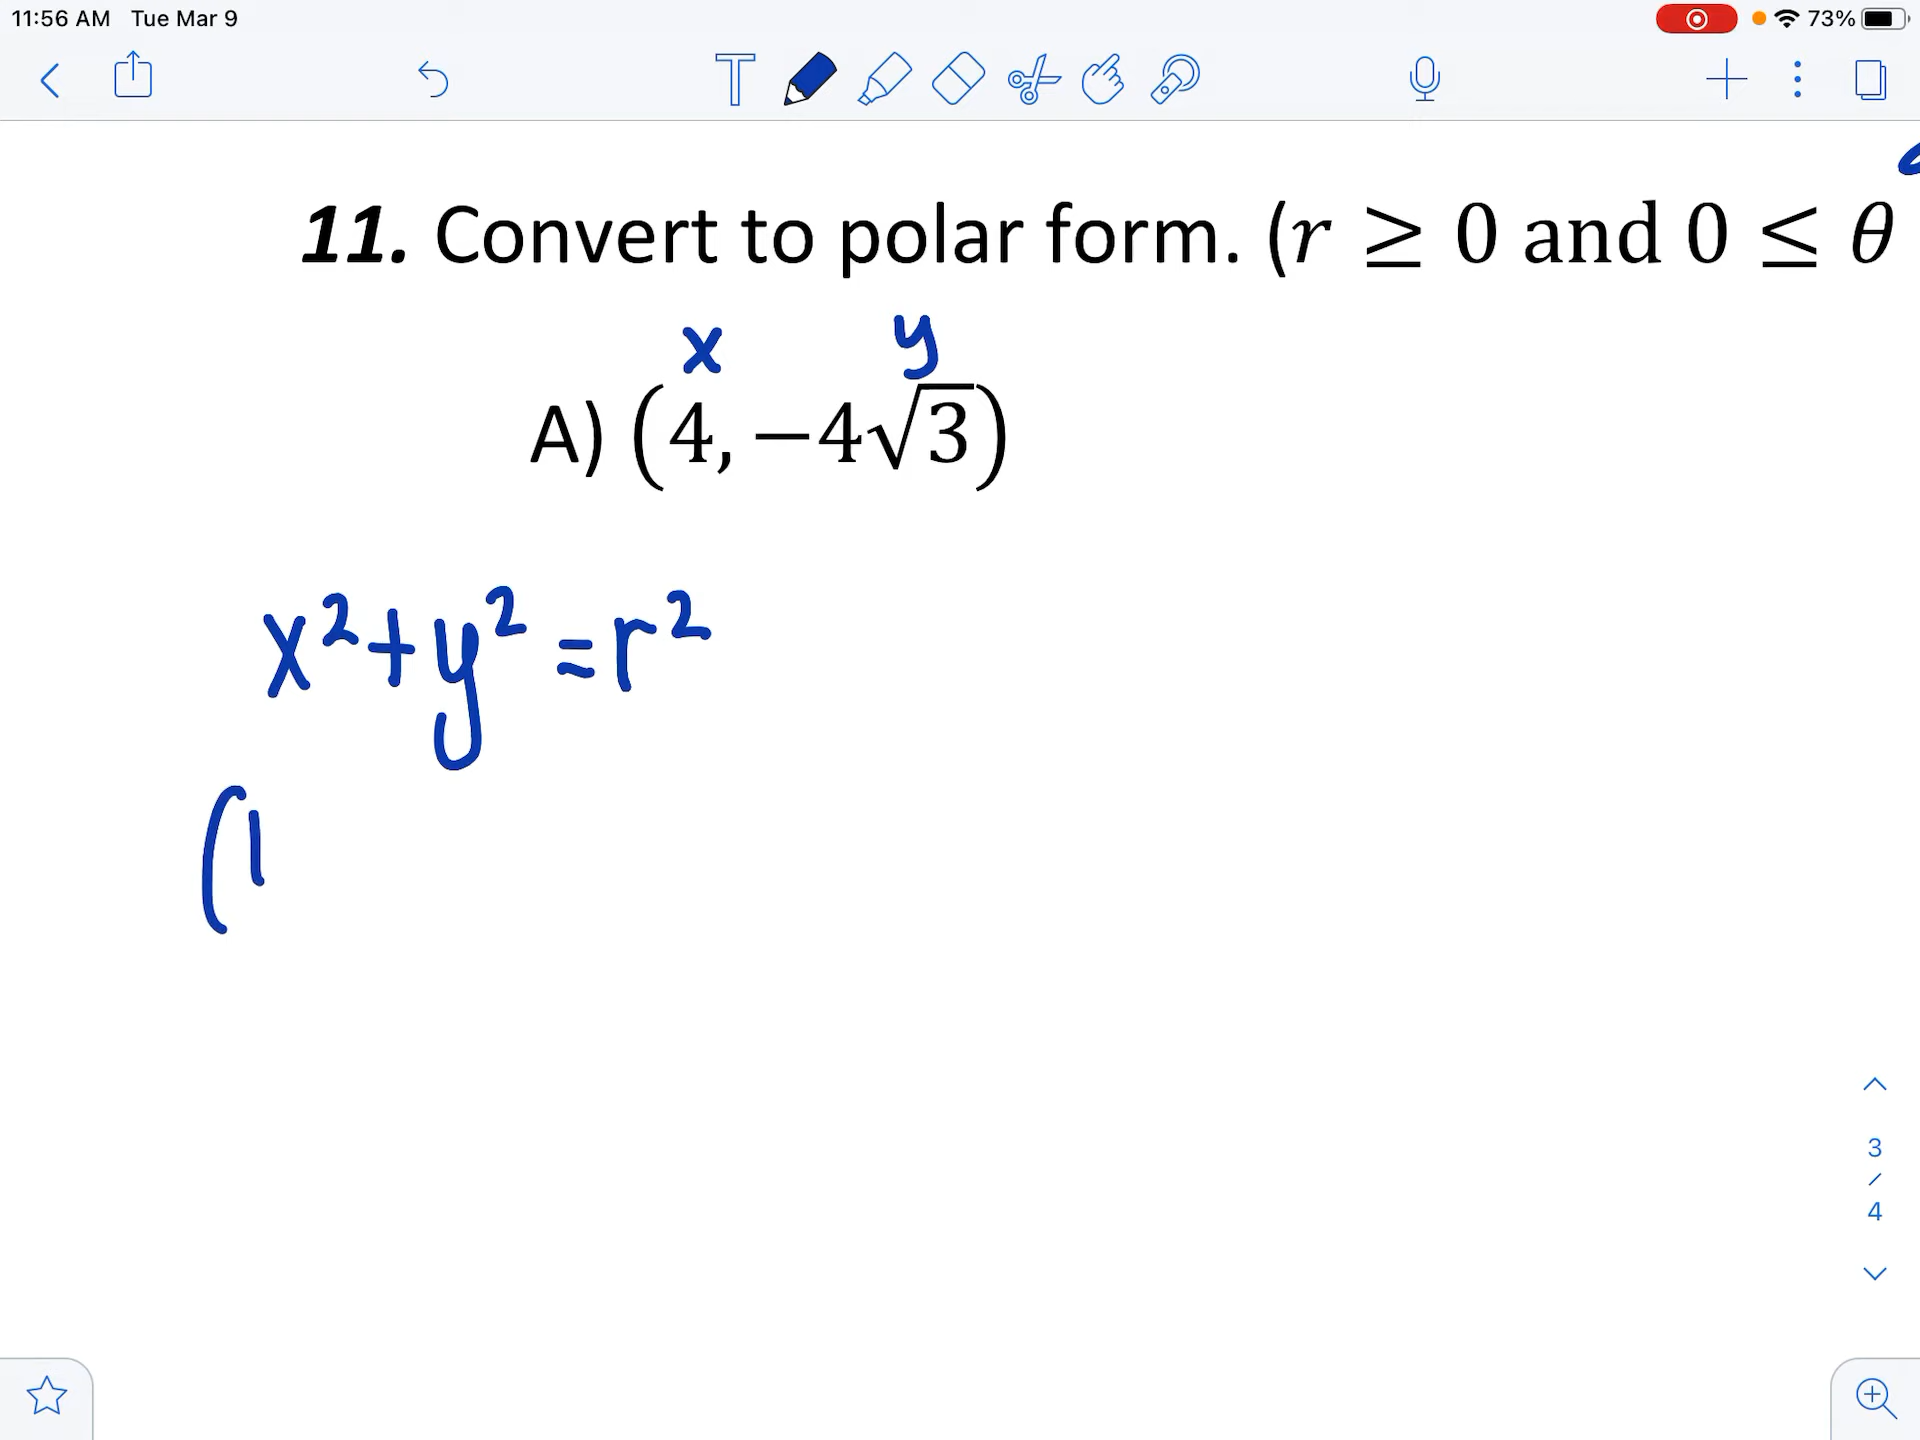 11:56 AM Tue Mar 9
73%
T
11. Convert to polar form. (r ≥ 0 and 0 ≤ θ
x y
A) (4, −4√3)
x² + y² = r²
(
3
/
4